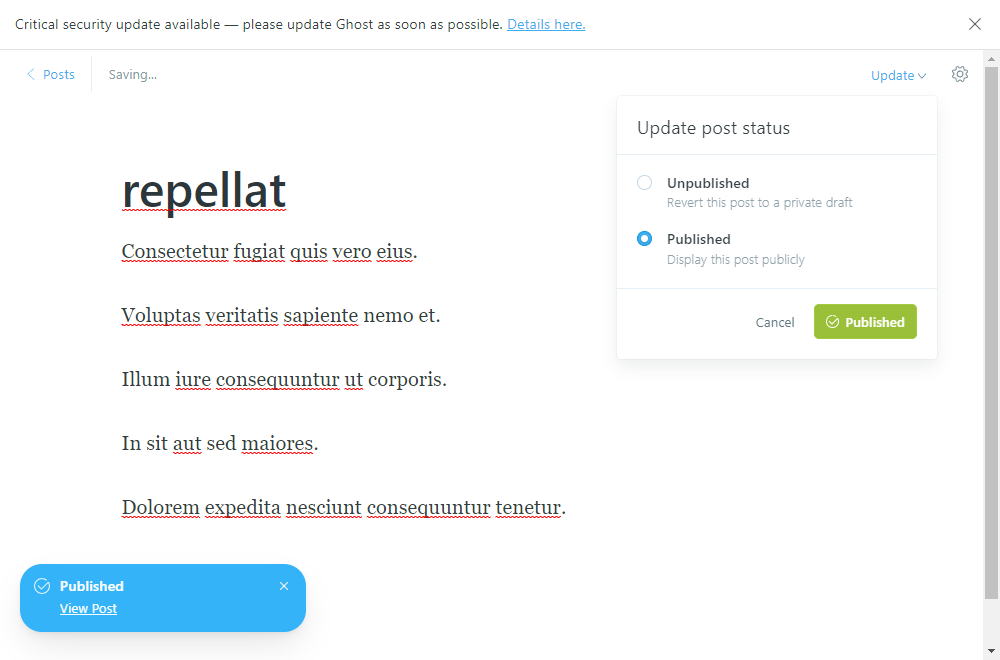 Critical security update available — please update Ghost as soon as possible. Details here.
Posts
Saving...
Update
Update post status
Unpublished
Revert this post to a private draft
Published
Display this post publicly
Cancel
Published
repellat
Consectetur fugiat quis vero eius.
Voluptas veritatis sapiente nemo et.
Illum iure consequuntur ut corporis.
In sit aut sed maiores.
Dolorem expedita nesciunt consequuntur tenetur.
Published
View Post